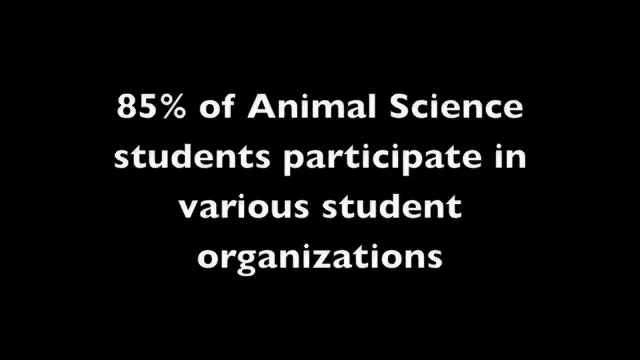 85% of Animal Science
students participate in
various student
organizations